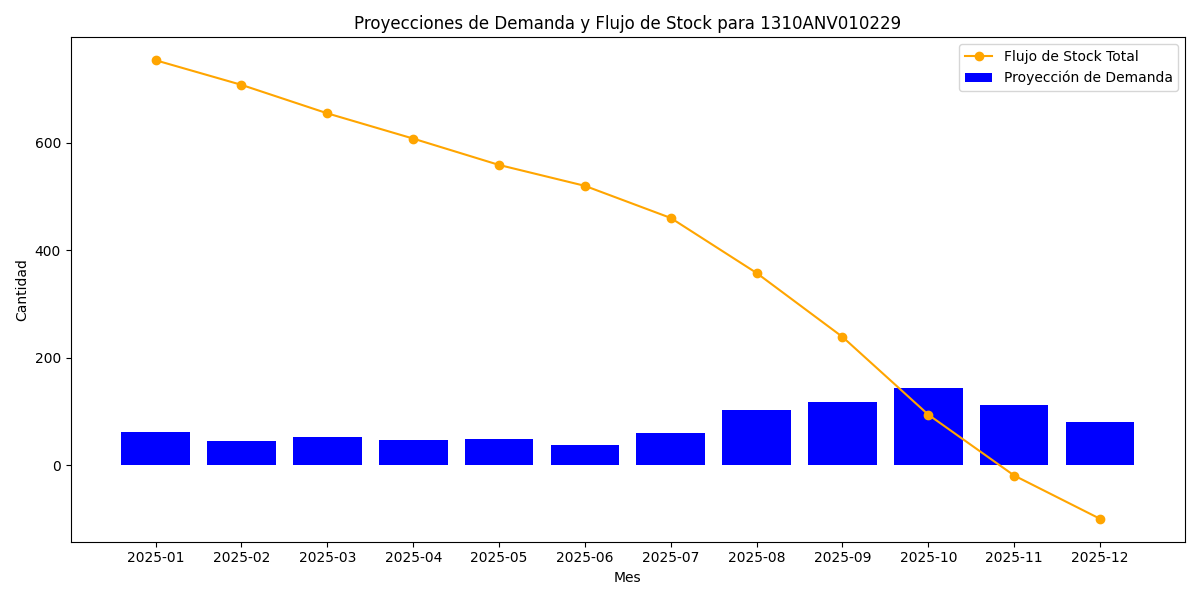 Proyecciones de Demanda y Flujo de Stock para 1310ANV010229
Flujo de Stock Total
Proyección de Demanda
Cantidad
600
400
200
0
2025-01 2025-02 2025-03 2025-04 2025-05 2025-06 2025-07 2025-08 2025-09 2025-10 2025-11 2025-12
Mes